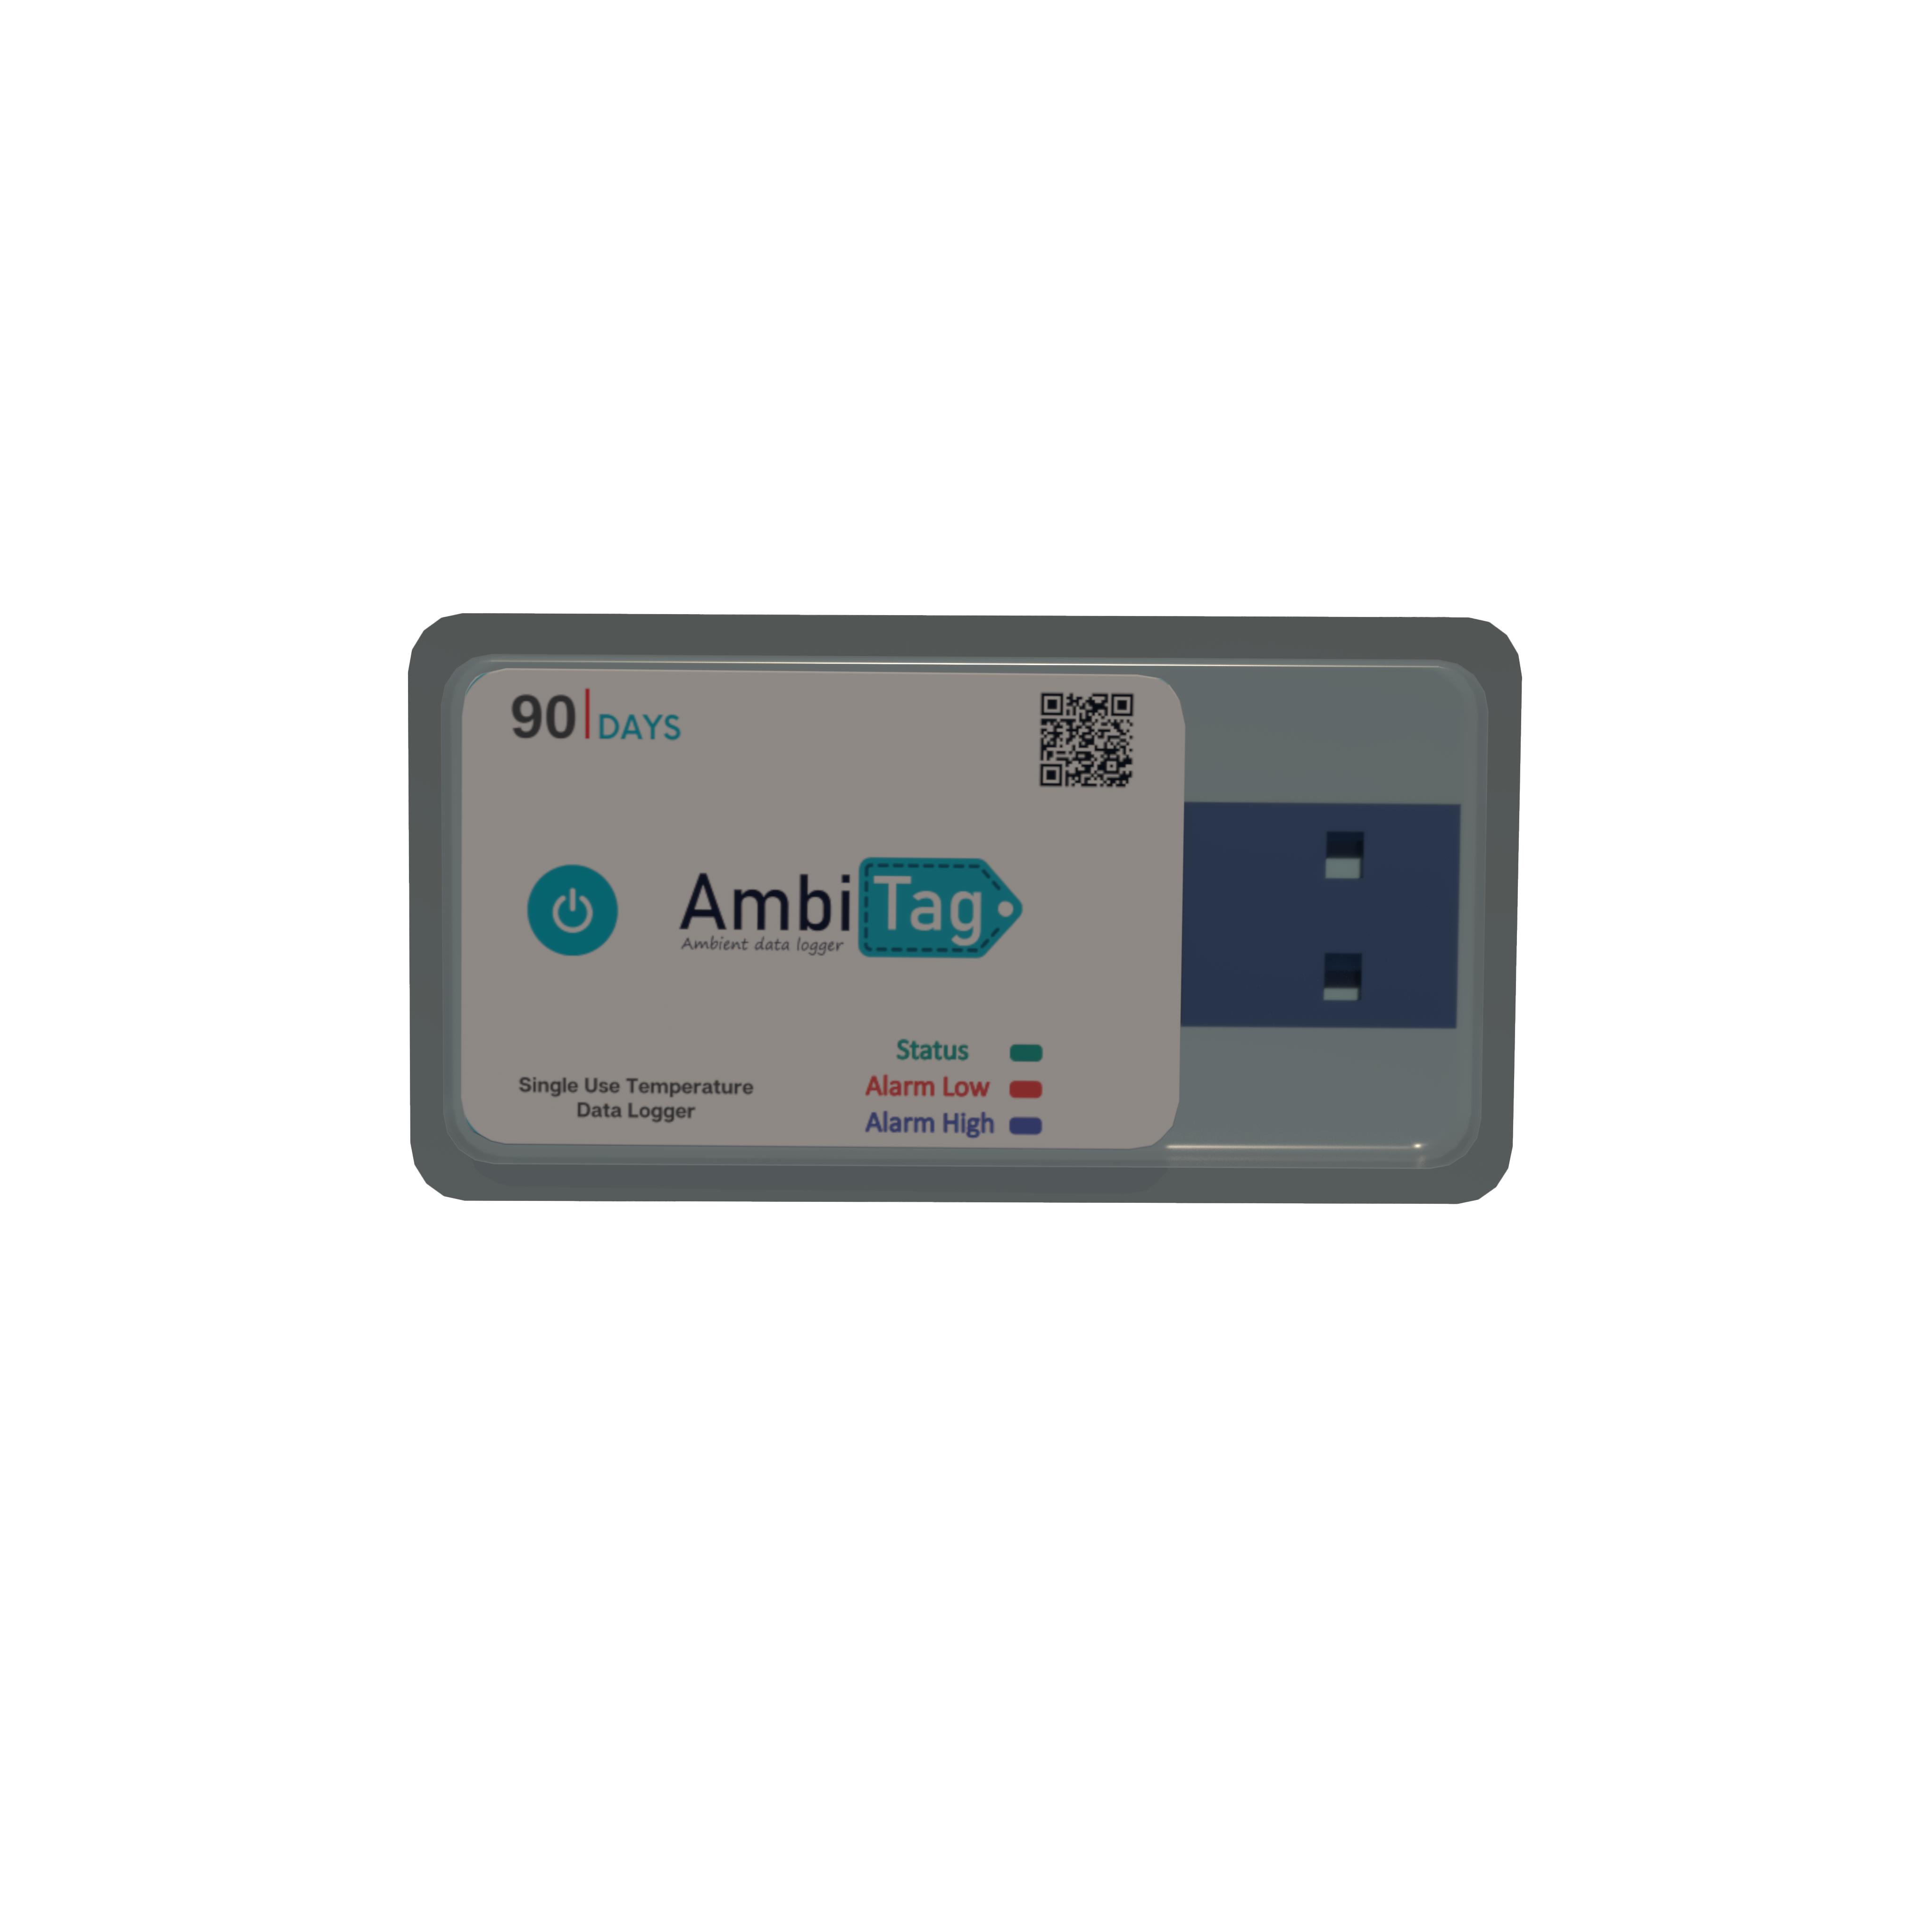 90 DAYS
AmbiTag
Ambient data logger
Status
Alarm Low
Alarm High
Single Use Temperature
Data Logger